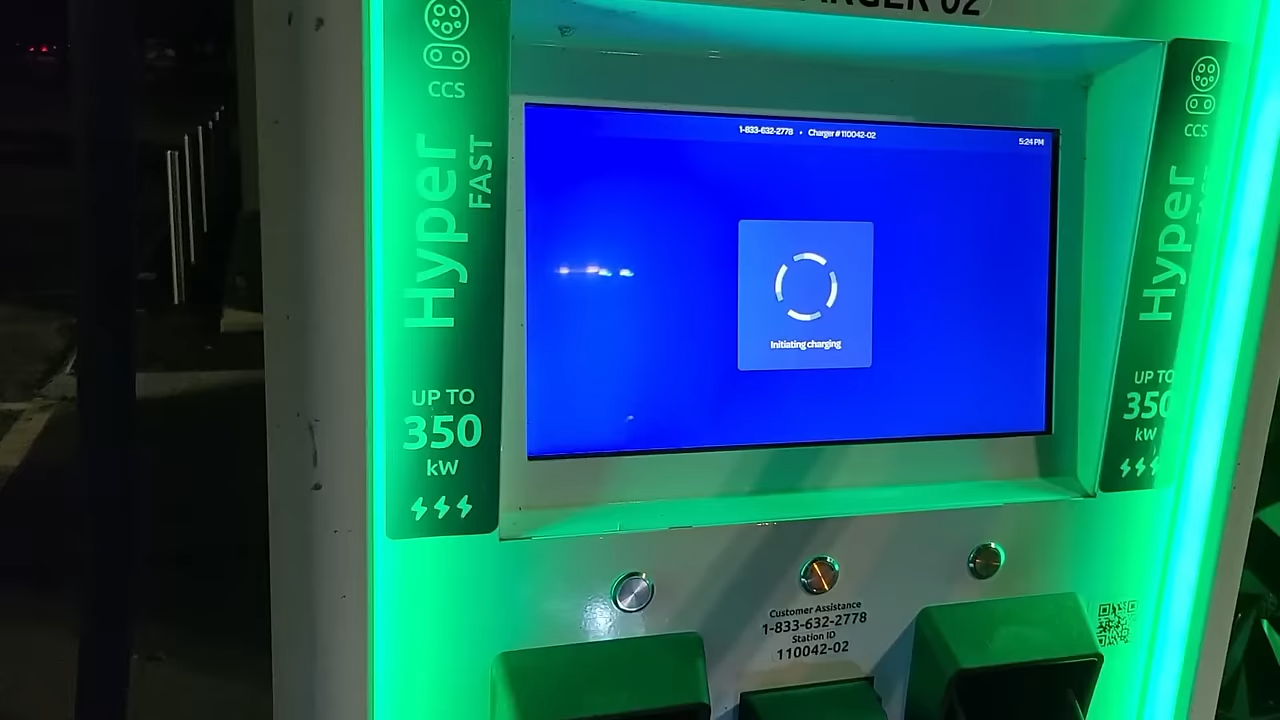 CHARGER 02
CCS
Hyper
FAST
UP TO
350
kW
1-833-632-2778 • Charger # 110042-02
5:24 PM
Initiating charging
CCS
Hyper
UP TO
350
kW
Customer Assistance
1-833-632-2778
Station ID
110042-02